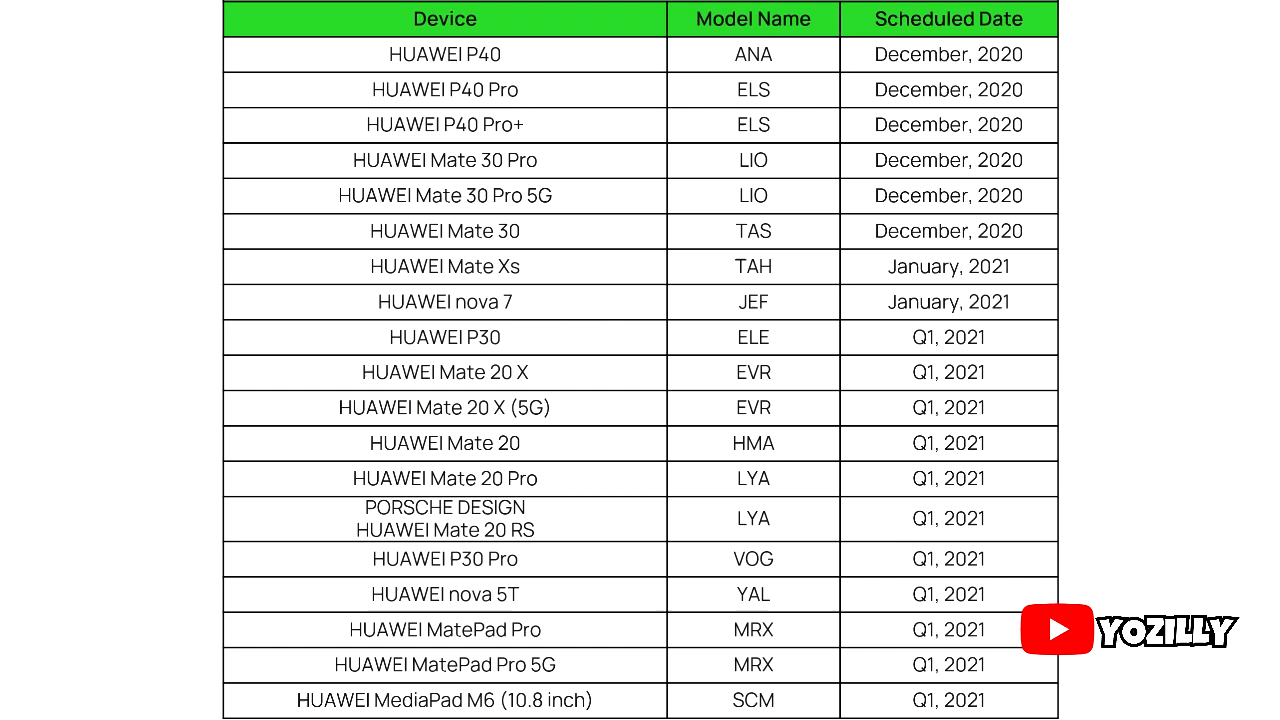 Device Model Name Scheduled Date
HUAWEI P40 ANA December, 2020
HUAWEI P40 Pro ELS December, 2020
HUAWEI P40 Pro+ ELS December, 2020
HUAWEI Mate 30 Pro LIO December, 2020
HUAWEI Mate 30 Pro 5G LIO December, 2020
HUAWEI Mate 30 TAS December, 2020
HUAWEI Mate Xs TAH January, 2021
HUAWEI nova 7 JEF January, 2021
HUAWEI P30 ELE Q1, 2021
HUAWEI Mate 20 X EVR Q1, 2021
HUAWEI Mate 20 X (5G) EVR Q1, 2021
HUAWEI Mate 20 HMA Q1, 2021
HUAWEI Mate 20 Pro LYA Q1, 2021
PORSCHE DESIGN
HUAWEI Mate 20 RS LYA Q1, 2021
HUAWEI P30 Pro VOG Q1, 2021
HUAWEI nova 5T YAL Q1, 2021
HUAWEI MatePad Pro MRX Q1, 2021
YOZILLY
HUAWEI MatePad Pro 5G MRX Q1, 2021
HUAWEI MediaPad M6 (10.8 inch) SCM Q1, 2021